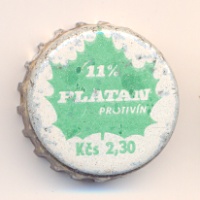 11%
PLATAN
PROTIVÍN
Kčs 2,30